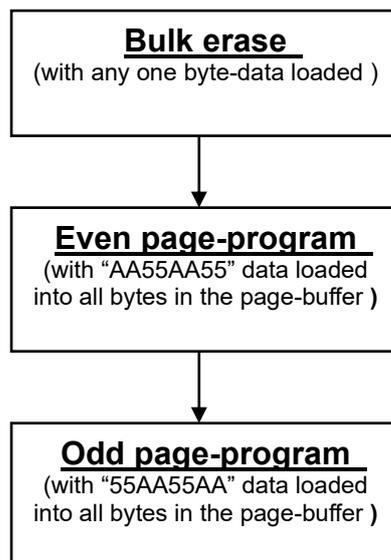 Bulk erase
(with any one byte-data loaded )
Even page-program
(with “AA55AA55” data loaded
into all bytes in the page-buffer )
Odd page-program
(with “55AA55AA” data loaded
into all bytes in the page-buffer )